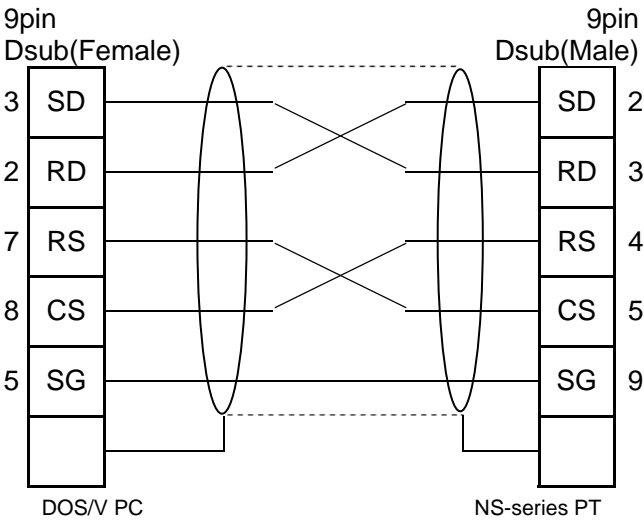 9pin 9pin
Dsub(Female) Dsub(Male)
3 SD SD 2
2 RD RD 3
7 RS RS 4
8 CS CS 5
5 SG SG 9
DOS/V PC NS-series PT